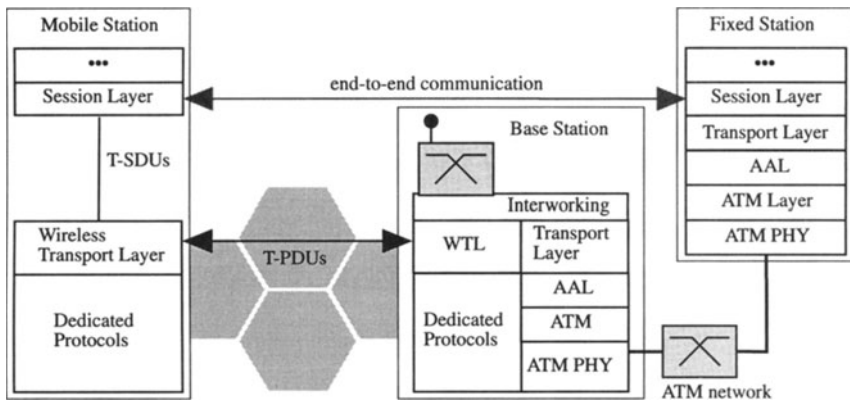 Mobile Station
•••
Session Layer
T-SDUs
Wireless
Transport Layer
Dedicated
Protocols
end-to-end communication
T-PDUs
Base Station
Interworking
WTL
Transport
Layer
AAL
ATM
ATM PHY
Dedicated
Protocols
ATM network
Fixed Station
•••
Session Layer
Transport Layer
AAL
ATM Layer
ATM PHY